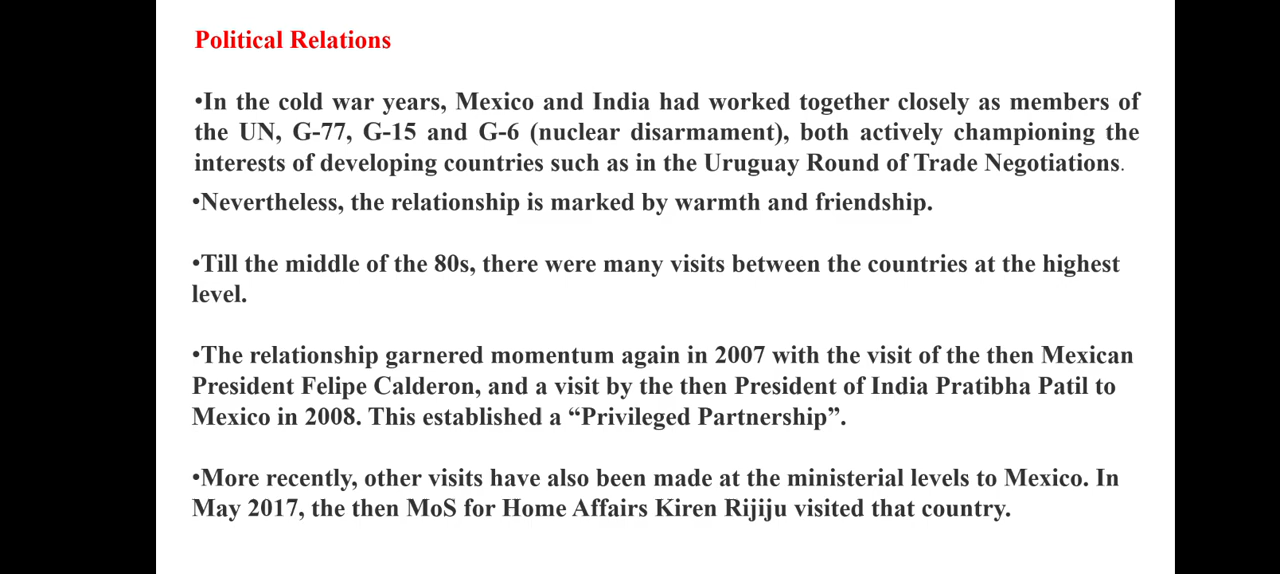 Political Relations
•In the cold war years, Mexico and India had worked together closely as members of
the UN, G-77, G-15 and G-6 (nuclear disarmament), both actively championing the
interests of developing countries such as in the Uruguay Round of Trade Negotiations.
•Nevertheless, the relationship is marked by warmth and friendship.
•Till the middle of the 80s, there were many visits between the countries at the highest
level.
•The relationship garnered momentum again in 2007 with the visit of the then Mexican
President Felipe Calderon, and a visit by the then President of India Pratibha Patil to
Mexico in 2008. This established a “Privileged Partnership”.
•More recently, other visits have also been made at the ministerial levels to Mexico. In
May 2017, the then MoS for Home Affairs Kiren Rijiju visited that country.